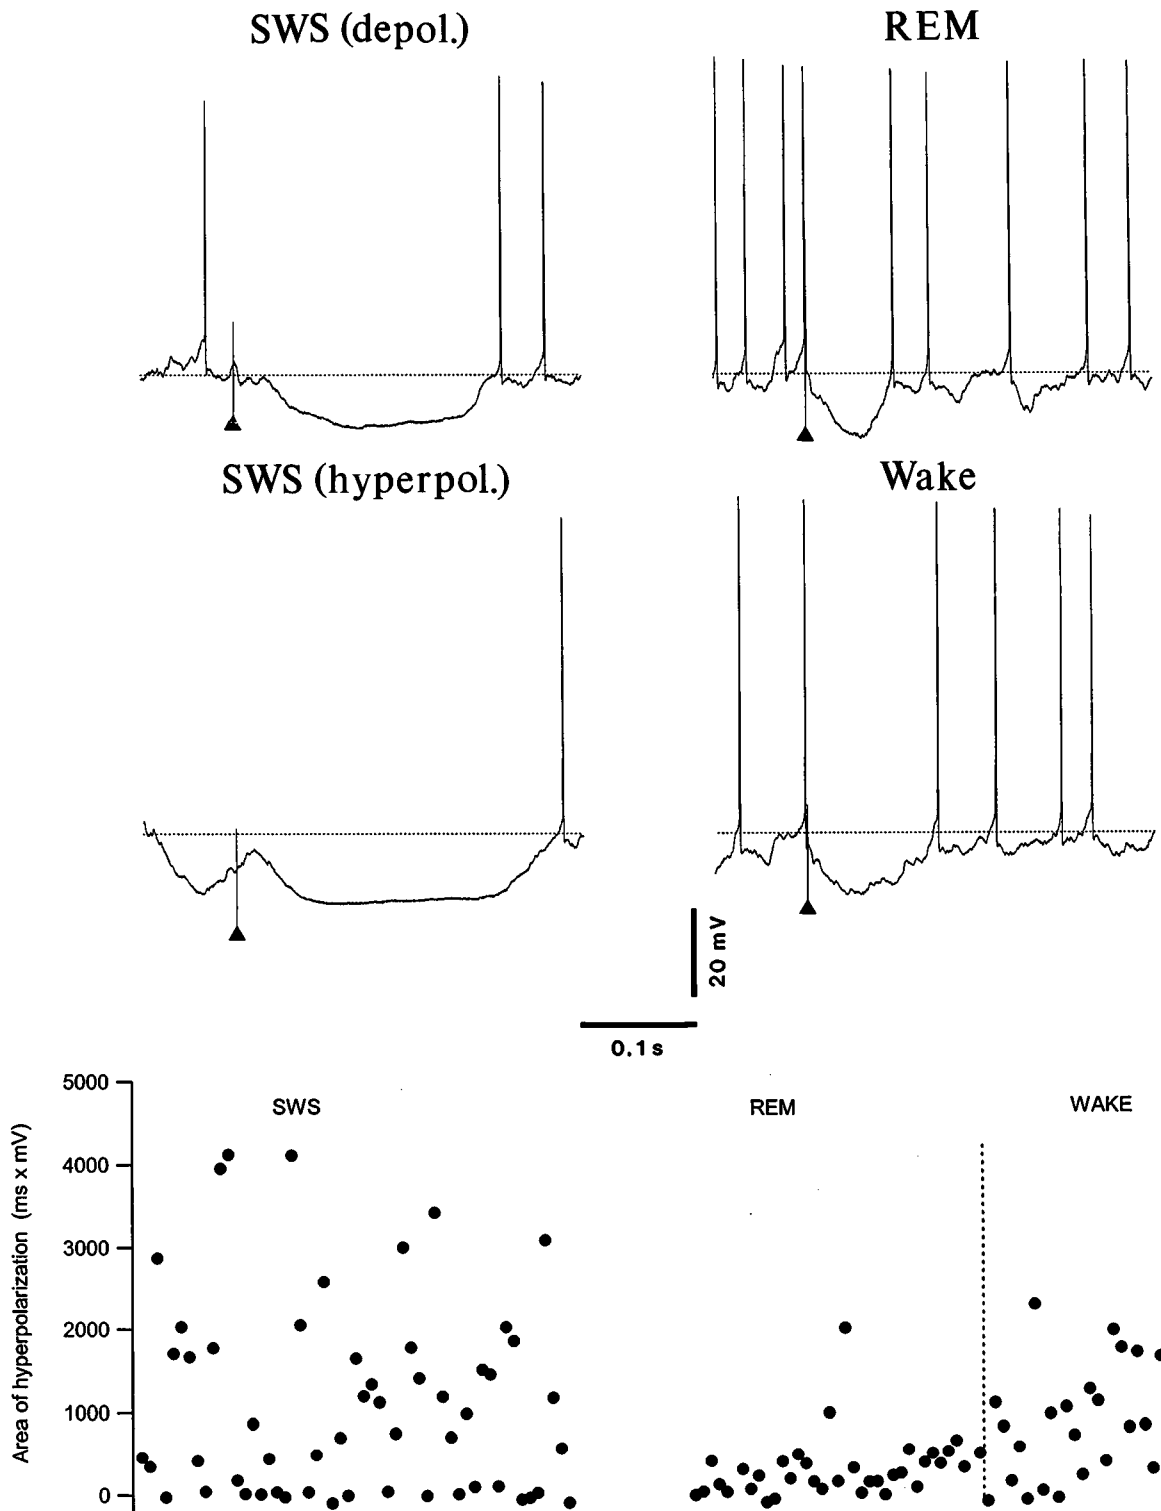 SWS (depol.)
REM
SWS (hyperpol.)
Wake
20 mV
0.1 s
5000
4000
3000
2000
1000
0
Area of hyperpolarization (ms x mV)
SWS
REM
WAKE